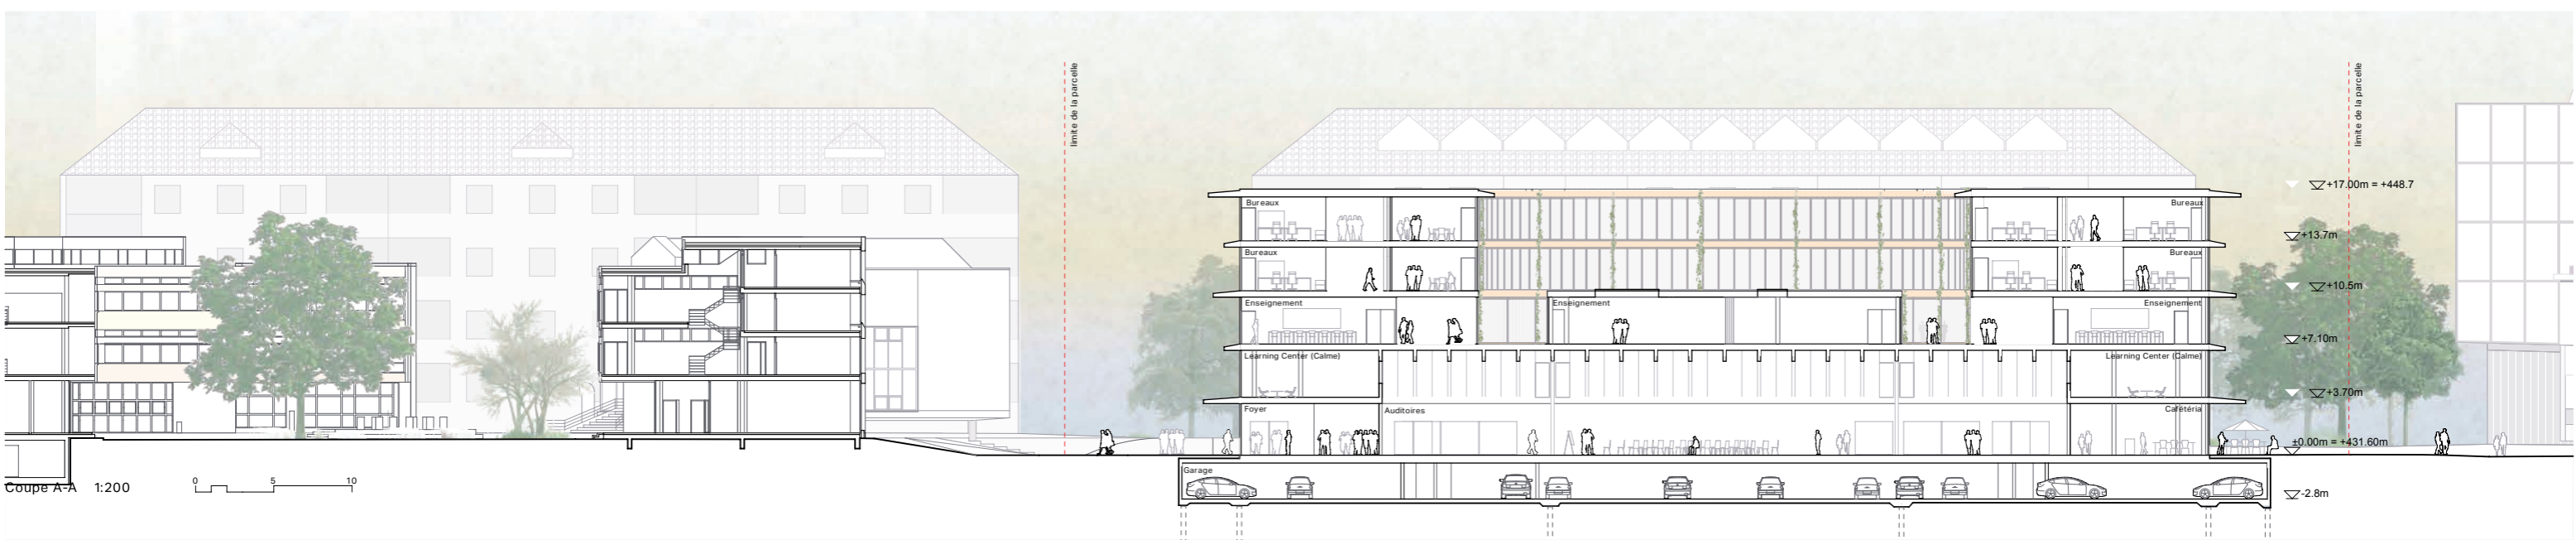 limite de la parcelle
limite de la parcelle
+17.00m = +448.7
Bureaux
Bureaux
+13.7m
Bureaux
Bureaux
+10.5m
Enseignement
Enseignement
Enseignement
+7.10m
Learning Center (Calme)
Learning Center (Calme)
+3.70m
Foyer
Auditoires
Cafétéria
±0.00m = +431.60m
Garage
-2.8m
Coupe A-A 1:200
0 5 10